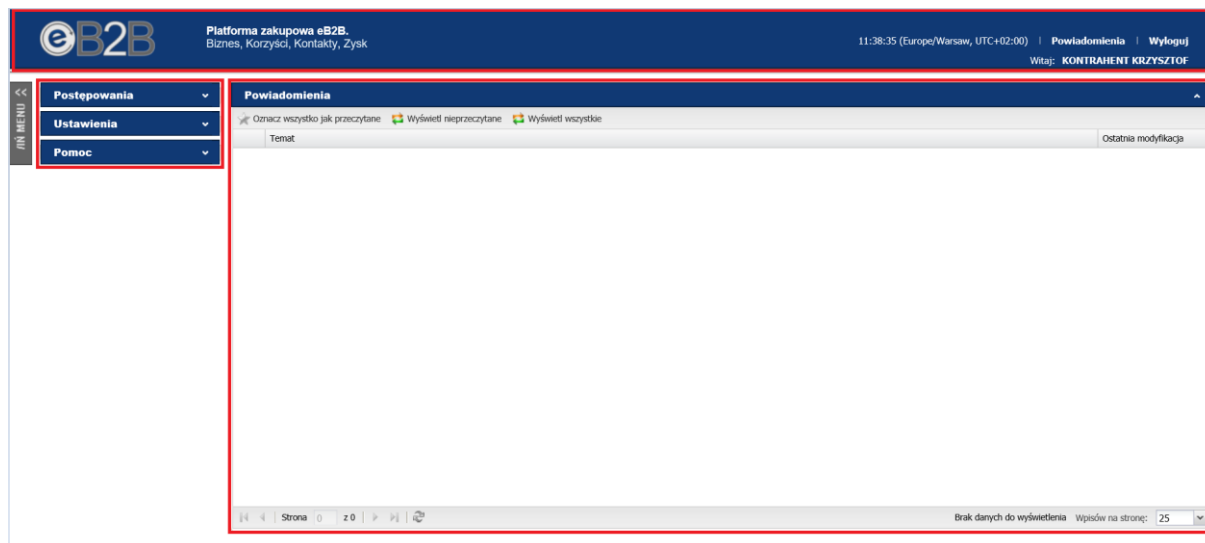 eB2B
Platforma zakupowa eB2B.
Biznes, Korzyści, Kontakty, Zysk
11:38:35 (Europe/Warsaw, UTC+02:00) | Powiadomienia | Wyloguj
Witaj: KONTRAHENT KRZYSZTOF
<< MENU
Postępowania
Ustawienia
Pomoc
Powiadomienia
Oznacz wszystko jak przeczytane Wyświetl nieprzeczytane Wyświetl wszystkie
Temat Ostatnia modyfikacja
Strona 0 z 0 Brak danych do wyświetlenia Wpisów na stronę: 25